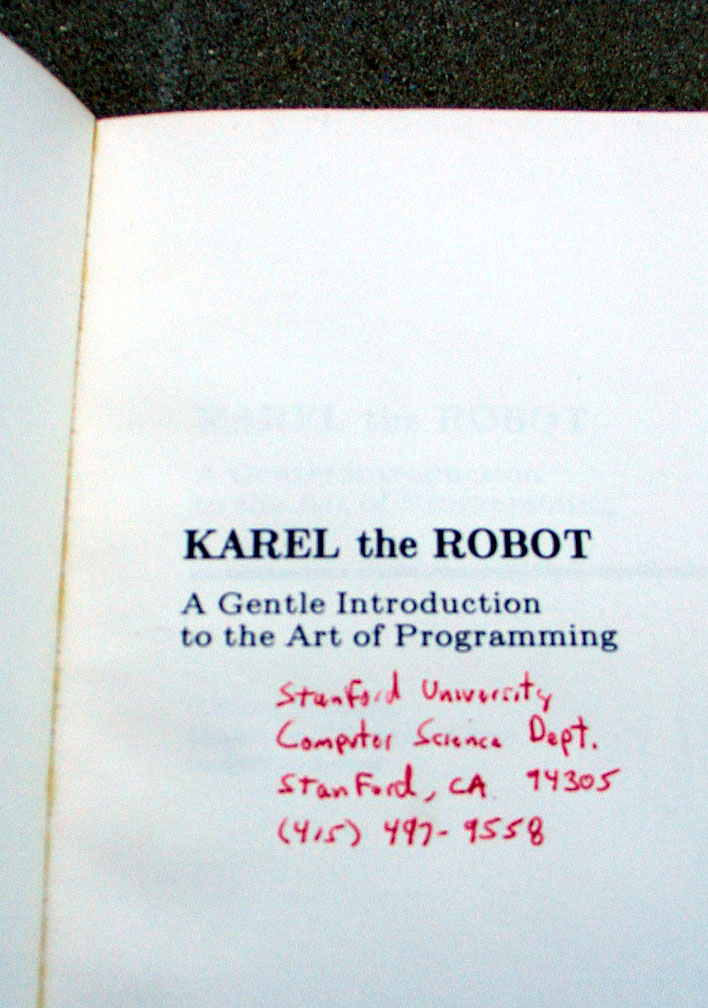 KAREL the ROBOT
A Gentle Introduction
to the Art of Programming
Stanford University
Computer Science Dept.
Stanford, CA 94305
(415) 497-9558